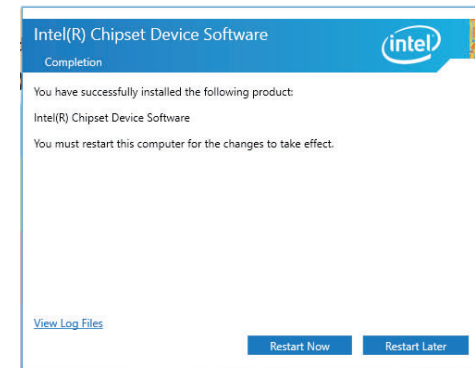 Intel(R) Chipset Device Software
intel
Completion
You have successfully installed the following product:
Intel(R) Chipset Device Software
You must restart this computer for the changes to take effect.
View Log Files
Restart Now
Restart Later